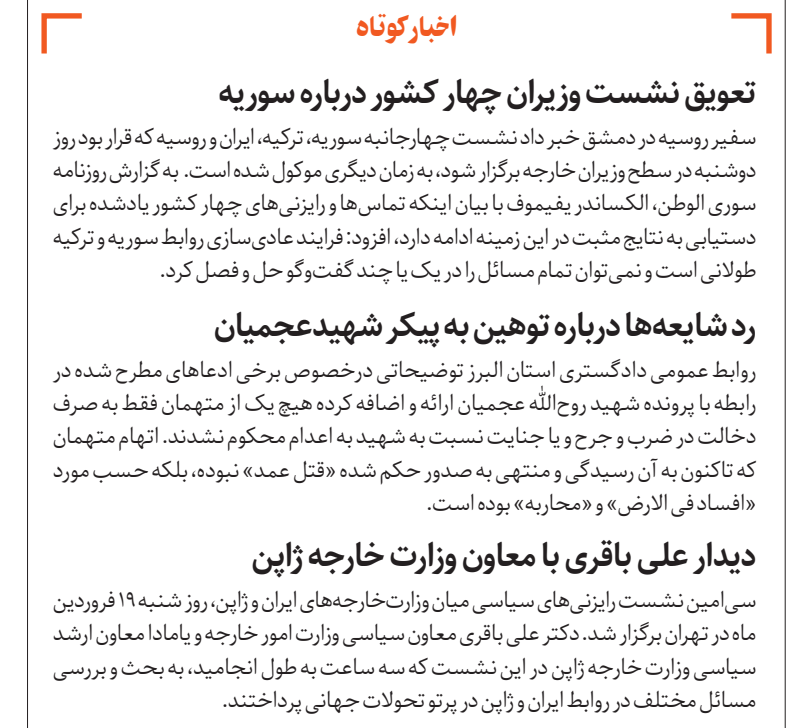 اخبار کوتاه
تعویق نشست وزیران چهار کشور درباره سوریه
سفیر روسیه در دمشق خبر داد نشست چهارجانبه سوریه، ترکیه، ایران و روسیه که قرار بود روز
دوشنبه در سطح وزیران خارجه برگزار شود، به زمان دیگری موکول شده است. به گزارش روزنامه
سوری الوطن، الکساندر یفیموف با بیان اینکه تماس‌ها و رایزنی‌های چهار کشور یادشده برای
دستیابی به نتایج مثبت در این زمینه ادامه دارد، افزود: فرایند عادی‌سازی روابط سوریه و ترکیه
طولانی است و نمی‌توان تمام مسائل را در یک یا چند گفت‌وگو حل و فصل کرد.
رد شایعه‌ها درباره توهین به پیکر شهیدعجمیان
روابط عمومی دادگستری استان البرز توضیحاتی درخصوص برخی ادعاهای مطرح شده در
رابطه با پرونده شهید روح‌الله عجمیان ارائه و اضافه کرده هیچ یک از متهمان فقط به صرف
دخالت در ضرب و جرح و یا جنایت نسبت به شهید به اعدام محکوم نشدند. اتهام متهمان
که تاکنون به آن رسیدگی و منتهی به صدور حکم شده «قتل عمد» نبوده، بلکه حسب مورد
«افساد فی الارض» و «محاربه» بوده است.
دیدار علی باقری با معاون وزارت خارجه ژاپن
سی‌امین نشست رایزنی‌های سیاسی میان وزارت‌خارجه‌های ایران و ژاپن، روز شنبه ۱۹ فروردین
ماه در تهران برگزار شد. دکتر علی باقری معاون سیاسی وزارت امور خارجه و یامادا معاون ارشد
سیاسی وزارت خارجه ژاپن در این نشست که سه ساعت به طول انجامید، به بحث و بررسی
مسائل مختلف در روابط ایران و ژاپن در پرتو تحولات جهانی پرداختند.